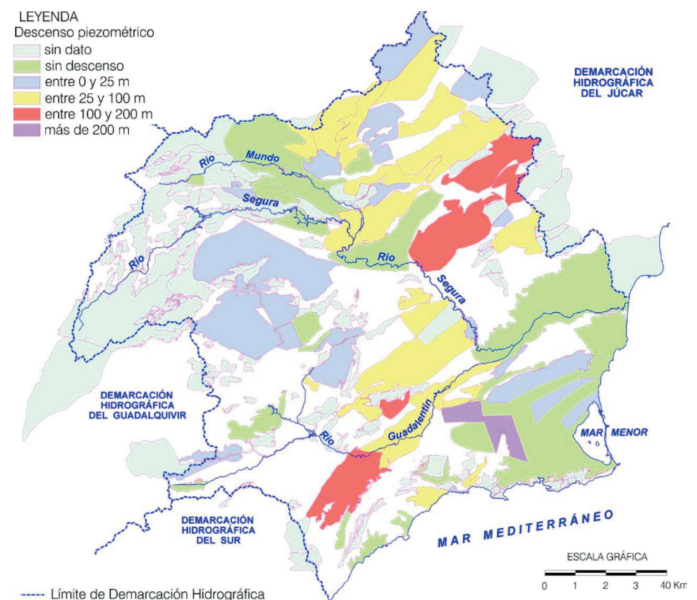 LEYENDA
Descenso piezométrico
sin dato
sin descenso
entre 0 y 25 m
entre 25 y 100 m
entre 100 y 200 m
más de 200 m
DEMARCACIÓN
HIDROGRÁFICA
DEL JÚCAR
Río Mundo
Segura
Río
Río
Segura
DEMARCACIÓN
HIDROGRÁFICA
DEL GUADALQUIVIR
Río
Guadalentín
MAR MENOR
DEMARCACIÓN
HIDROGRÁFICA
DEL SUR
MAR MEDITERRÁNEO
ESCALA GRÁFICA
0 1 2 3 40 Km
Límite de Demarcación Hidrográfica